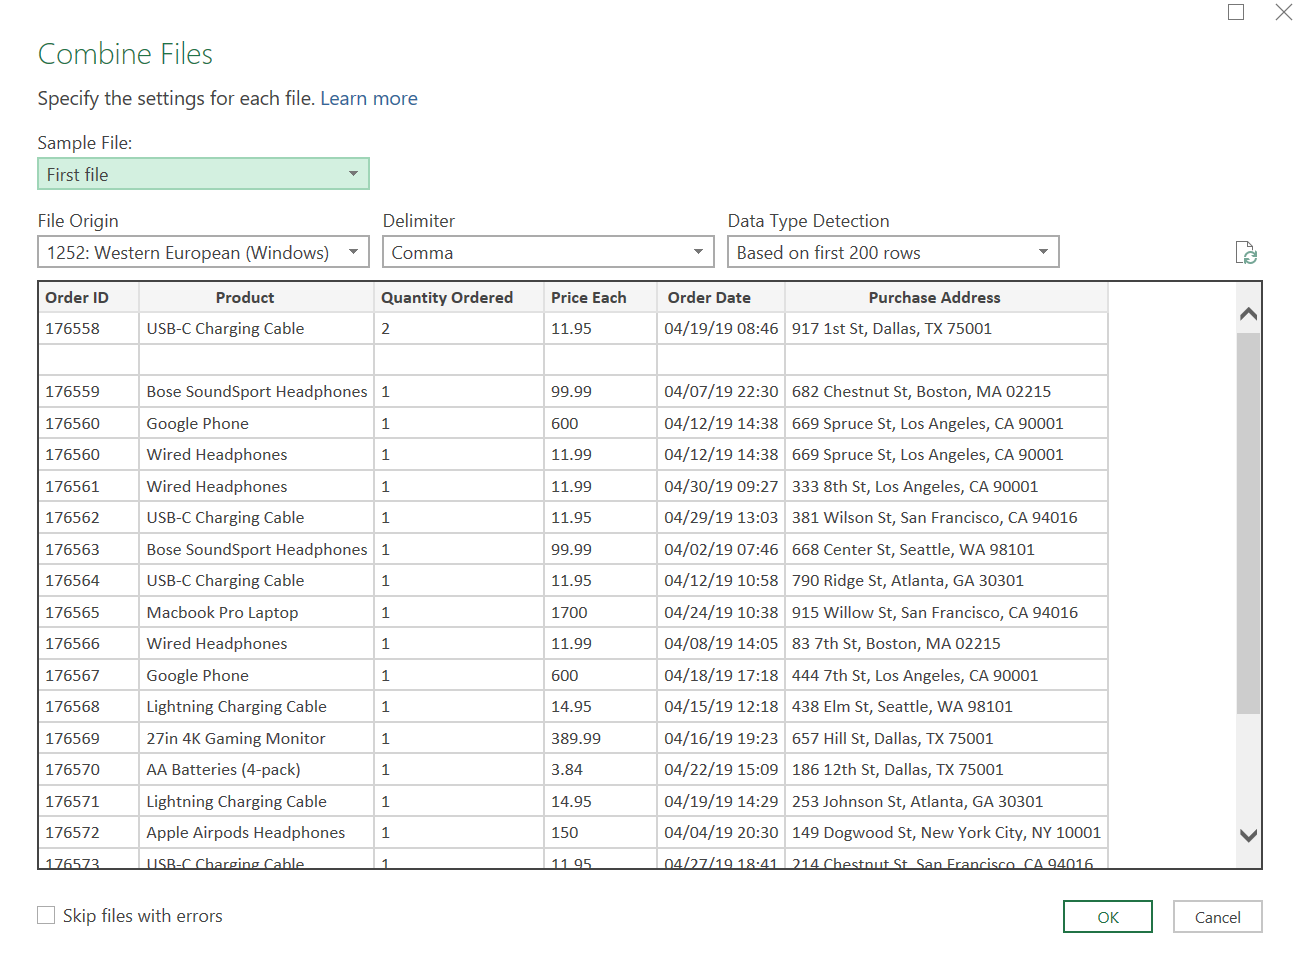 Combine Files
Specify the settings for each file. Learn more
Sample File:
First file
File Origin Delimiter Data Type Detection
1252: Western European (Windows) Comma Based on first 200 rows
Order ID Product Quantity Ordered Price Each Order Date Purchase Address
176558 USB-C Charging Cable 2 11.95 04/19/19 08:46 917 1st St, Dallas, TX 75001
176559 Bose SoundSport Headphones 1 99.99 04/07/19 22:30 682 Chestnut St, Boston, MA 02215
176560 Google Phone 1 600 04/12/19 14:38 669 Spruce St, Los Angeles, CA 90001
176560 Wired Headphones 1 11.99 04/12/19 14:38 669 Spruce St, Los Angeles, CA 90001
176561 Wired Headphones 1 11.99 04/30/19 09:27 333 8th St, Los Angeles, CA 90001
176562 USB-C Charging Cable 1 11.95 04/29/19 13:03 381 Wilson St, San Francisco, CA 94016
176563 Bose SoundSport Headphones 1 99.99 04/02/19 07:46 668 Center St, Seattle, WA 98101
176564 USB-C Charging Cable 1 11.95 04/12/19 10:58 790 Ridge St, Atlanta, GA 30301
176565 Macbook Pro Laptop 1 1700 04/24/19 10:38 915 Willow St, San Francisco, CA 94016
176566 Wired Headphones 1 11.99 04/08/19 14:05 83 7th St, Boston, MA 02215
176567 Google Phone 1 600 04/18/19 17:18 444 7th St, Los Angeles, CA 90001
176568 Lightning Charging Cable 1 14.95 04/15/19 12:18 438 Elm St, Seattle, WA 98101
176569 27in 4K Gaming Monitor 1 389.99 04/16/19 19:23 657 Hill St, Dallas, TX 75001
176570 AA Batteries (4-pack) 1 3.84 04/22/19 15:09 186 12th St, Dallas, TX 75001
176571 Lightning Charging Cable 1 14.95 04/19/19 14:29 253 Johnson St, Atlanta, GA 30301
176572 Apple Airpods Headphones 1 150 04/04/19 20:30 149 Dogwood St, New York City, NY 10001
176573 USB-C Charging Cable 1 11.95 04/27/19 18:41 214 Chestnut St, San Francisco, CA 94016
Skip files with errors
OK Cancel